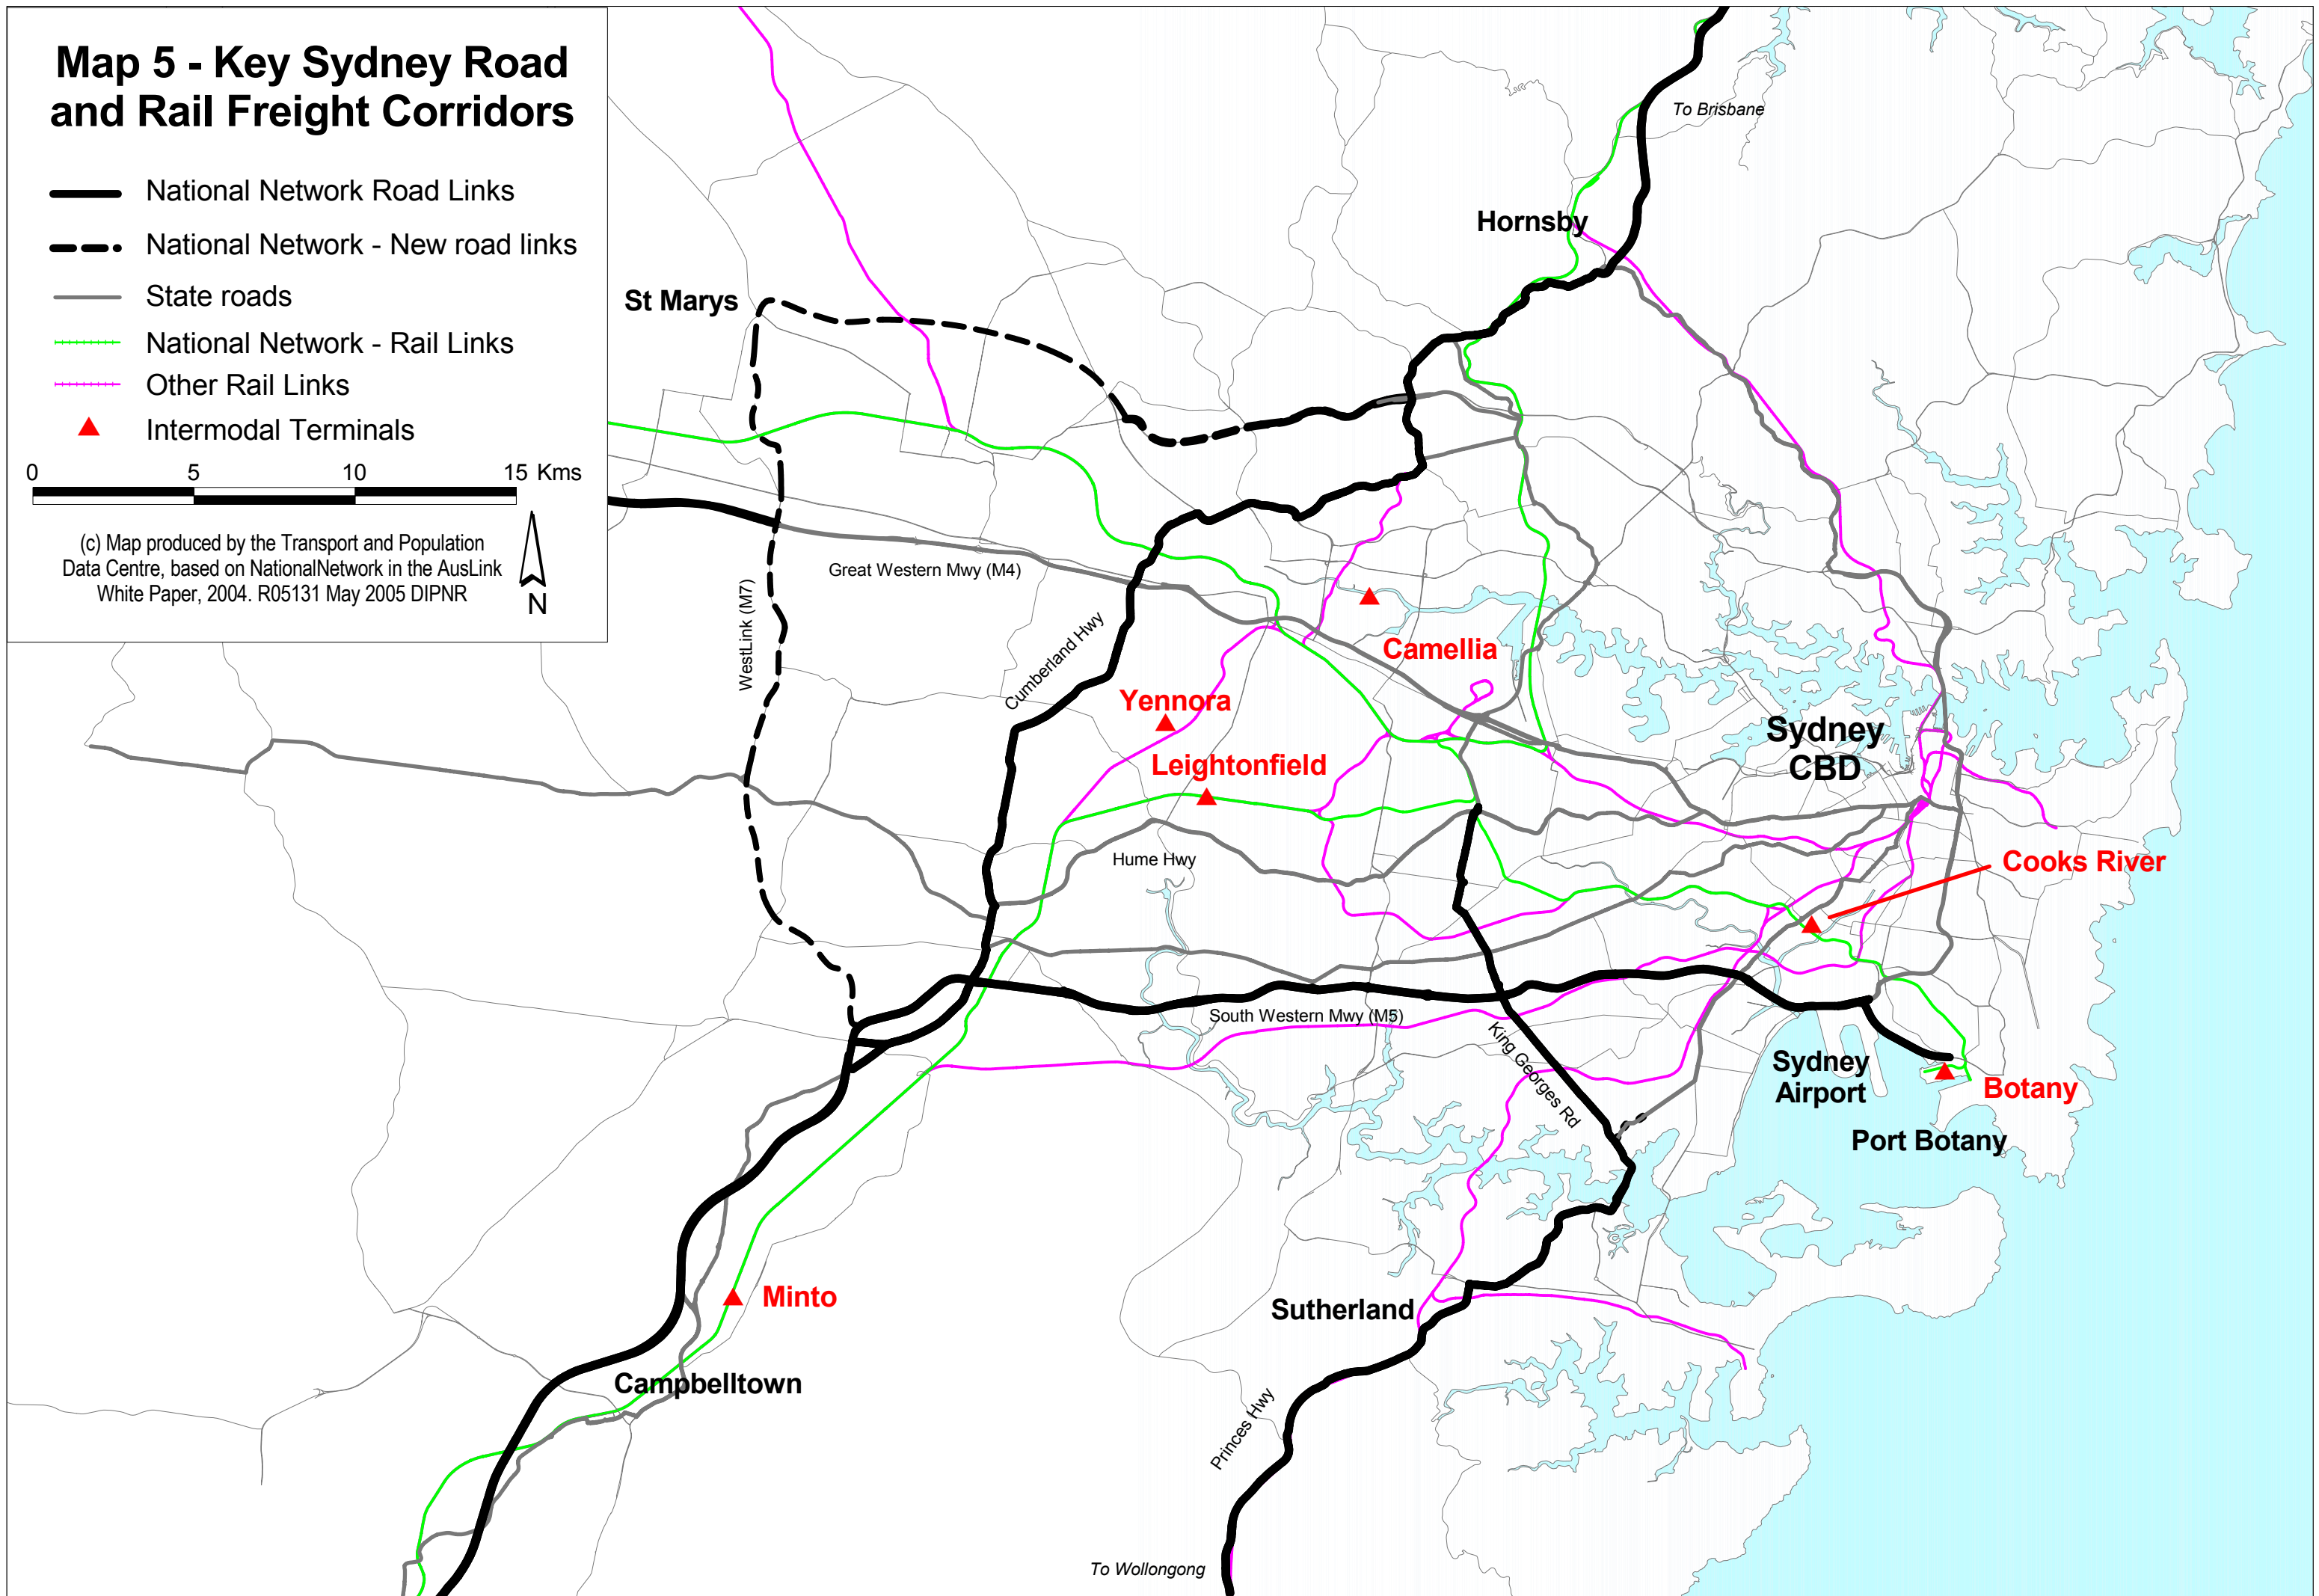 Map 5 - Key Sydney Road
and Rail Freight Corridors
National Network Road Links
National Network - New road links
State roads
National Network - Rail Links
Other Rail Links
Intermodal Terminals
0 5 10 15 Kms
(c) Map produced by the Transport and Population
Data Centre, based on NationalNetwork in the AusLink
White Paper, 2004. R05131 May 2005 DIPNR
N
To Brisbane
Hornsby
St Marys
Great Western Mwy (M4)
WestLink (M7)
Cumberland Hwy
Camellia
Yennora
Leightonfield
Sydney
CBD
Hume Hwy
Cooks River
South Western Mwy (M5)
King Georges Rd
Sydney
Airport
Botany
Port Botany
Minto
Sutherland
Campbelltown
Princes Hwy
To Wollongong